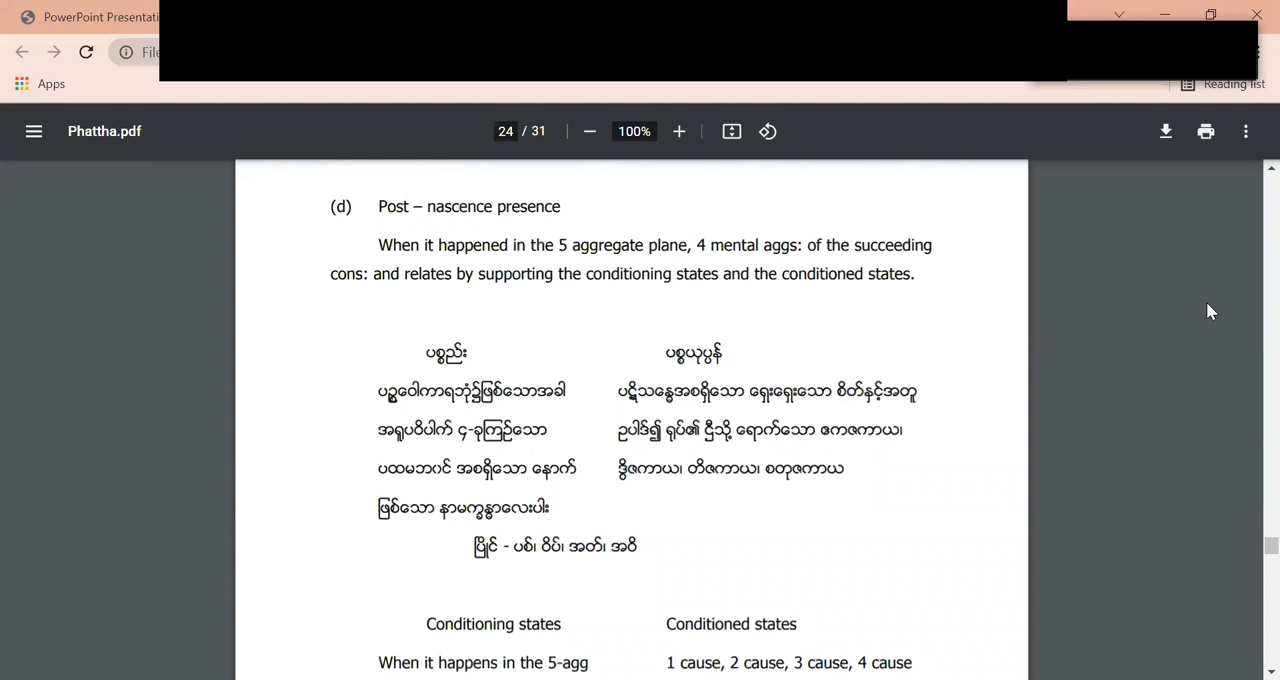 PowerPoint Presentati
File
Apps
Reading list
Phattha.pdf
24 / 31
100%
(d) Post – nascence presence
When it happened in the 5 aggregate plane, 4 mental aggs: of the succeeding
cons: and relates by supporting the conditioning states and the conditioned states.
ပစ္စည်း ပစ္စယုပ္ပန်
ပဉ္စဝေါကာရဘုံ၌ဖြစ်သောအခါ ပဋိသန္ဓေအစရှိသော ရှေးရှေးသော စိတ်နှင့်အတူ
အရူပဝိပါက် ၄-ခုကြဉ်သော ဥပါဒ်၍ ရုပ်၏ ဌီသို့ ရောက်သော ဧကဇကာယ၊
ပထမဘဝင် အစရှိသော နောက် ဒွိဇကာယ၊ တိဇကာယ၊ စတုဇကာယ
ဖြစ်သော နာမက္ခန္ဓာလေးပါး
ပြိုင် - ပစ်၊ ဝိပ်၊ အတ်၊ အဝိ
Conditioning states Conditioned states
When it happens in the 5-agg 1 cause, 2 cause, 3 cause, 4 cause